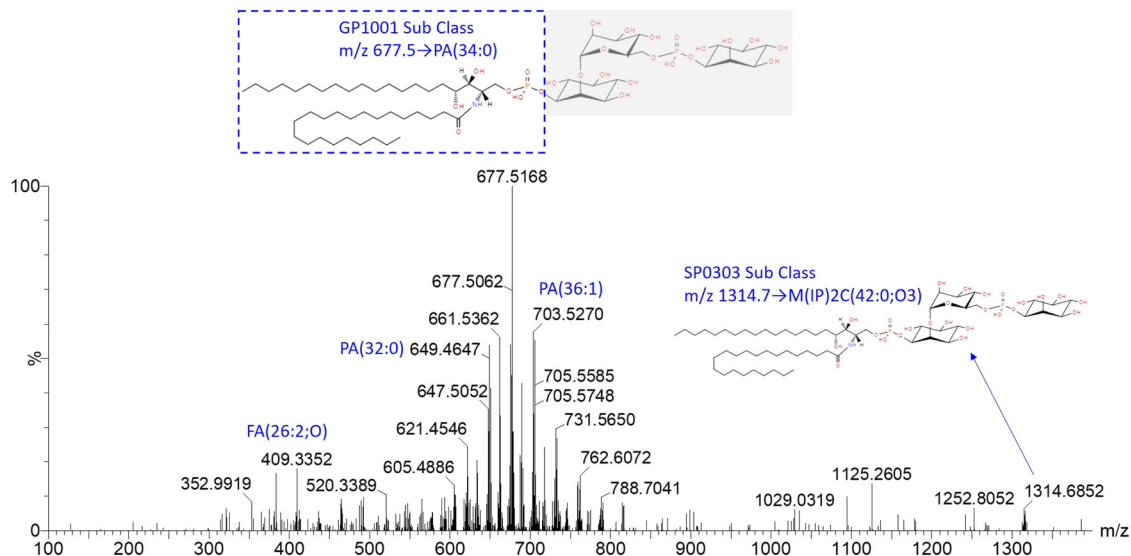 GP1001 Sub Class
m/z 677.5→PA(34:0)
100
677.5168
SP0303 Sub Class
m/z 1314.7→M(IP)2C(42:0;O3)
677.5062
PA(36:1)
661.5362
703.5270
PA(32:0)
649.4647
%
705.5585
647.5052
705.5748
621.4546
731.5650
FA(26:2;O)
409.3352
605.4886
762.6072
352.9919
520.3389
788.7041
1029.0319
1125.2605
1252.8052
1314.6852
0
100 200 300 400 500 600 700 800 900 1000 1100 1200 1300
m/z